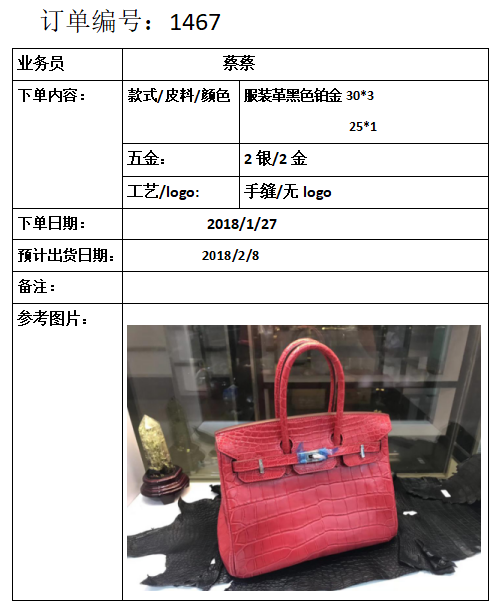 订单编号：1467
业务员 蔡蔡
下单内容： 款式/皮料/颜色 服装革黑色铂金 30*3
25*1
五金： 2 银/2 金
工艺/logo: 手缝/无 logo
下单日期： 2018/1/27
预计出货日期： 2018/2/8
备注：
参考图片：